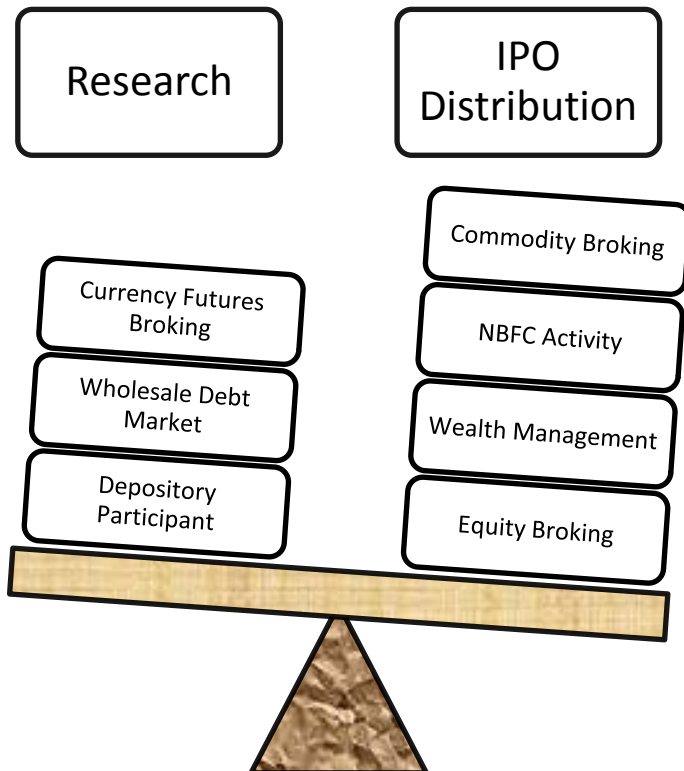 Research
IPO
Distribution
Currency Futures
Broking
Wholesale Debt
Market
Depository
Participant
Commodity Broking
NBFC Activity
Wealth Management
Equity Broking